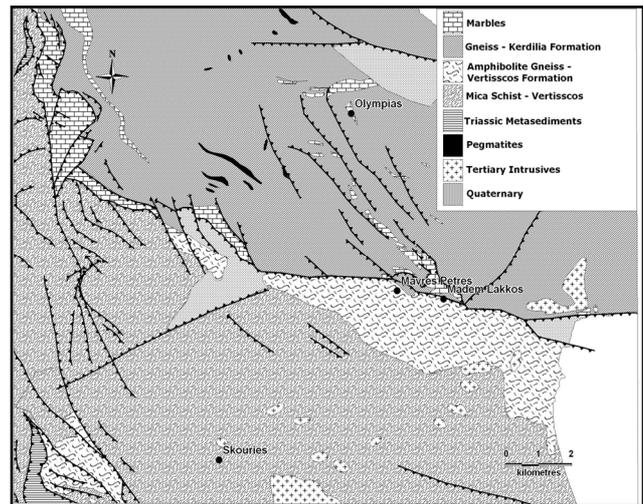 Marbles
Gneiss - Kerdilia Formation
Amphibolite Gneiss -
Vertisscos Formation
Mica Schist - Vertisscos
Triassic Metasediments
Pegmatites
Tertiary Intrusives
Quaternary
N
Olympias
Mavres Petres
Madem Lakkos
Skouries
0 1 2
kilometres